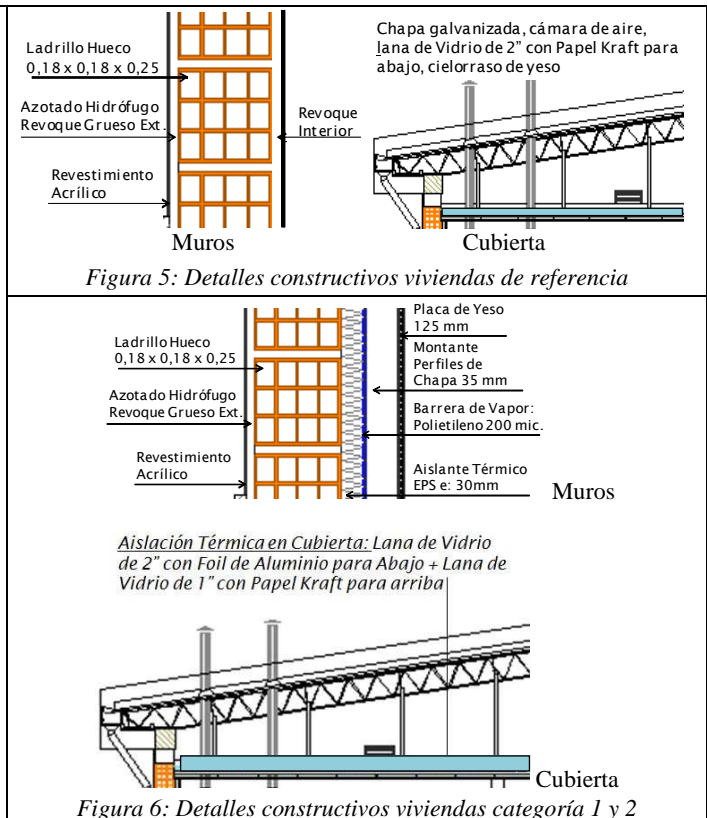 Ladrillo Hueco
0,18 x 0,18 x 0,25
Azotado Hidrófugo
Revoque Grueso Ext.
Revestimiento
Acrílico
Revoque
Interior
Muros
Chapa galvanizada, cámara de aire,
lana de Vidrio de 2” con Papel Kraft para
abajo, cielorraso de yeso
Cubierta
Figura 5: Detalles constructivos viviendas de referencia
Ladrillo Hueco
0,18 x 0,18 x 0,25
Azotado Hidrófugo
Revoque Grueso Ext.
Revestimiento
Acrílico
Placa de Yeso
125 mm
Montante
Perfiles de
Chapa 35 mm
Barrera de Vapor:
Polietileno 200 mic.
Aislante Térmico
EPS e: 30mm
Muros
Aislación Térmica en Cubierta: Lana de Vidrio
de 2” con Foil de Aluminio para Abajo + Lana de
Vidrio de 1” con Papel Kraft para arriba
Cubierta
Figura 6: Detalles constructivos viviendas categoría 1 y 2